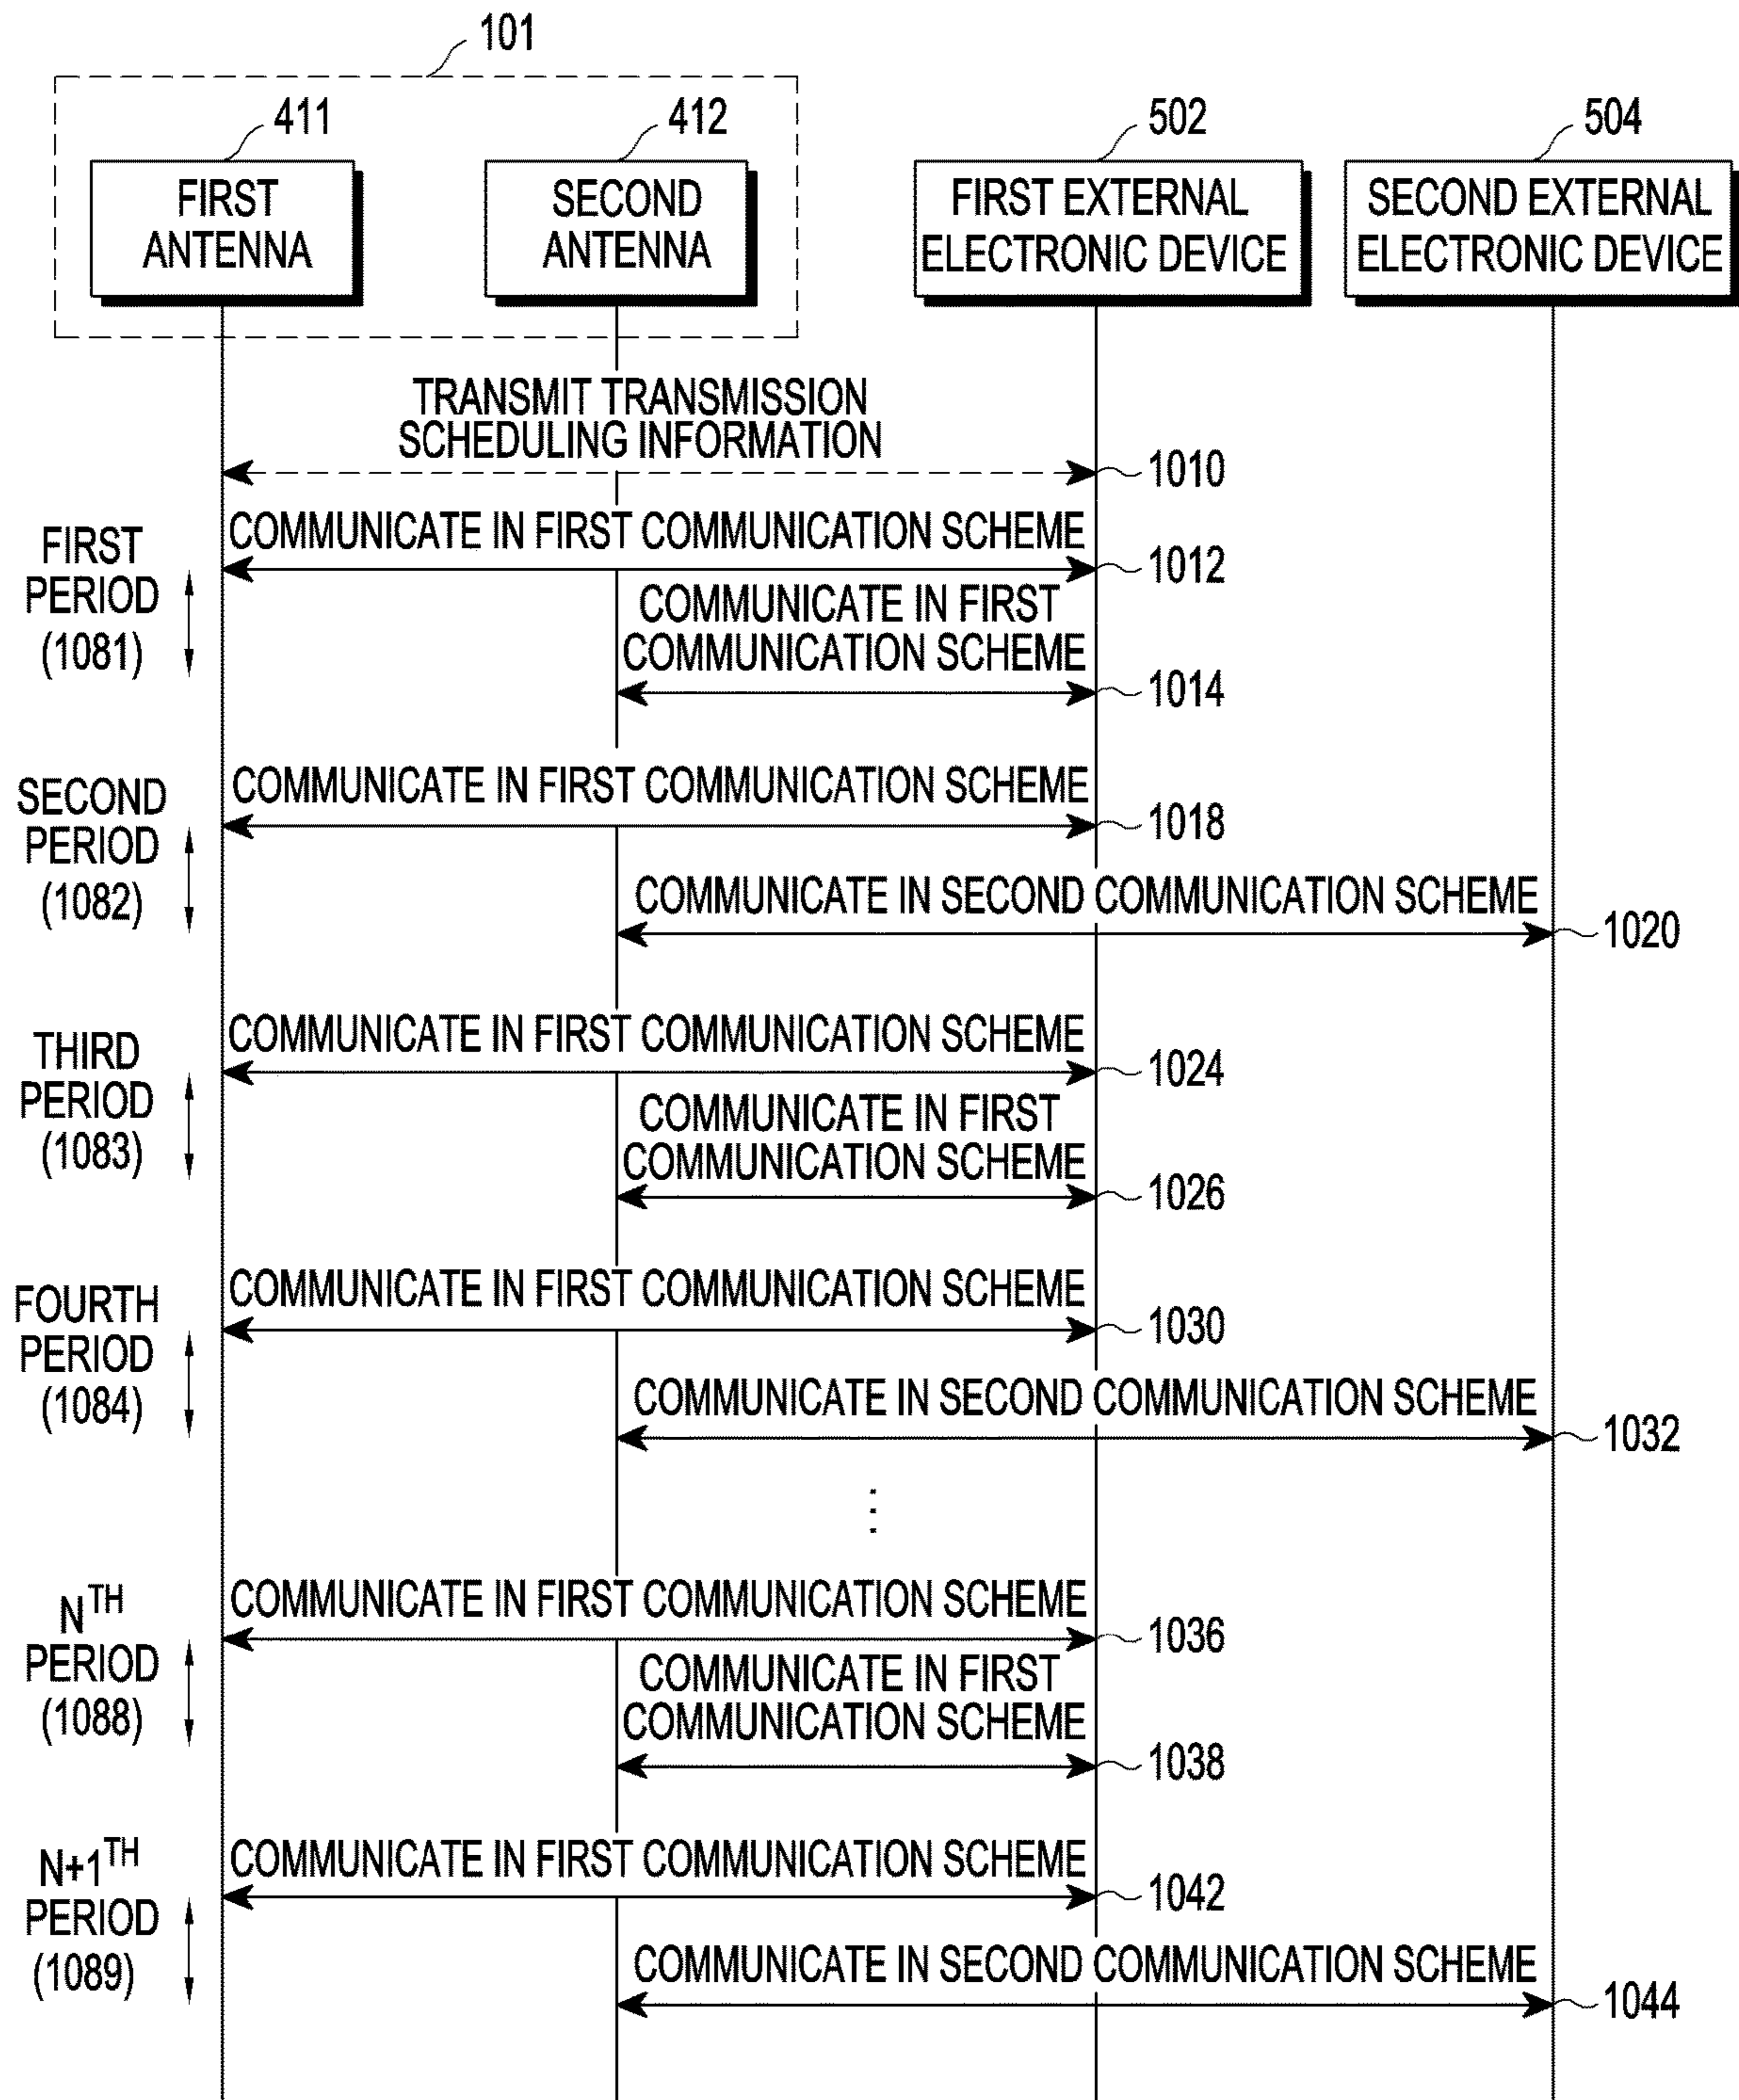 101
411
412
502
504
FIRST
ANTENNA
SECOND
ANTENNA
FIRST EXTERNAL
ELECTRONIC DEVICE
SECOND EXTERNAL
ELECTRONIC DEVICE
TRANSMIT TRANSMISSION
SCHEDULING INFORMATION
1010
FIRST
PERIOD
(1081)
COMMUNICATE IN FIRST COMMUNICATION SCHEME
1012
COMMUNICATE IN FIRST
COMMUNICATION SCHEME
1014
SECOND
PERIOD
(1082)
COMMUNICATE IN FIRST COMMUNICATION SCHEME
1018
COMMUNICATE IN SECOND COMMUNICATION SCHEME
1020
THIRD
PERIOD
(1083)
COMMUNICATE IN FIRST COMMUNICATION SCHEME
1024
COMMUNICATE IN FIRST
COMMUNICATION SCHEME
1026
FOURTH
PERIOD
(1084)
COMMUNICATE IN FIRST COMMUNICATION SCHEME
1030
COMMUNICATE IN SECOND COMMUNICATION SCHEME
1032
⋮
N TH
PERIOD
(1088)
COMMUNICATE IN FIRST COMMUNICATION SCHEME
1036
COMMUNICATE IN FIRST
COMMUNICATION SCHEME
1038
N+1 TH
PERIOD
(1089)
COMMUNICATE IN FIRST COMMUNICATION SCHEME
1042
COMMUNICATE IN SECOND COMMUNICATION SCHEME
1044